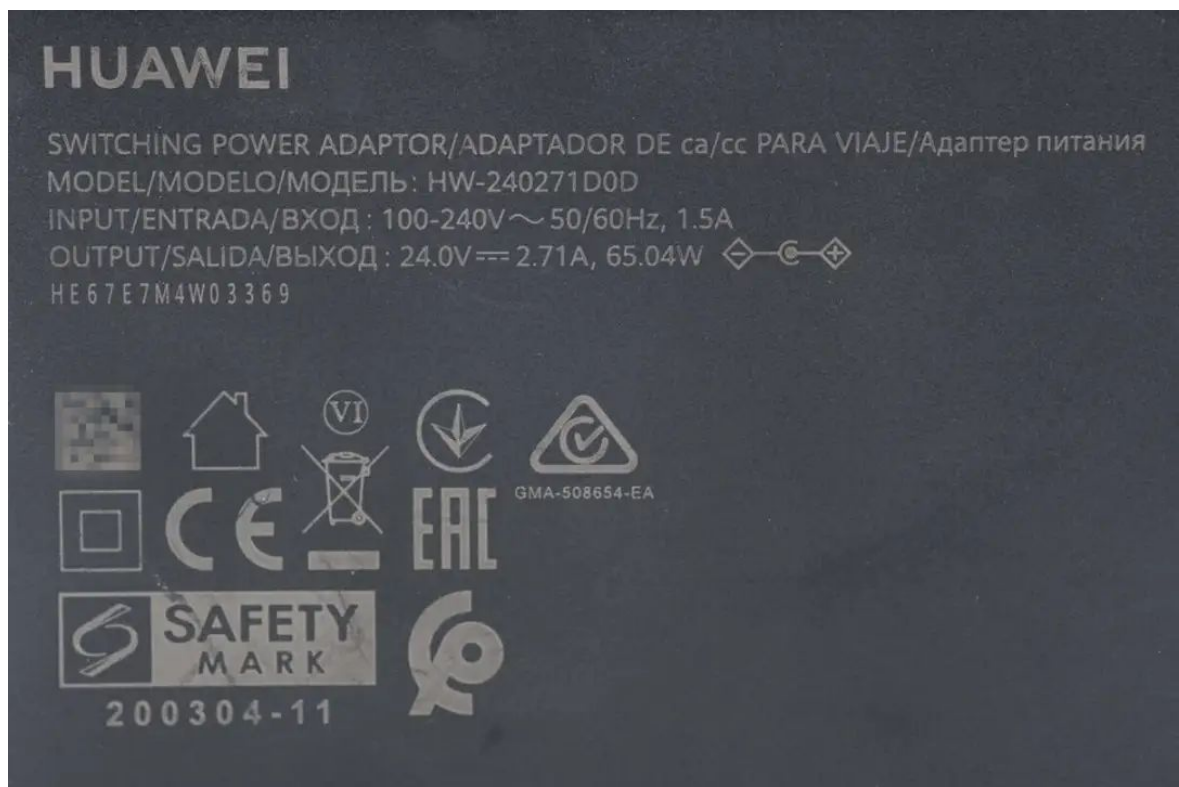 HUAWEI
SWITCHING POWER ADAPTOR/ADAPTADOR DE ca/cc PARA VIAJE/Адаптер питания
MODEL/MODELO/МОДЕЛЬ: HW-240271D0D
INPUT/ENTRADA/ВХОД : 100-240V～50/60Hz, 1.5A
OUTPUT/SALIDA/ВЫХОД : 24.0V⎓2.71A, 65.04W
HE67E7M4W03369
VI
GMA-508654-EA
CE
EAC
SAFETY
MARK
200304-11